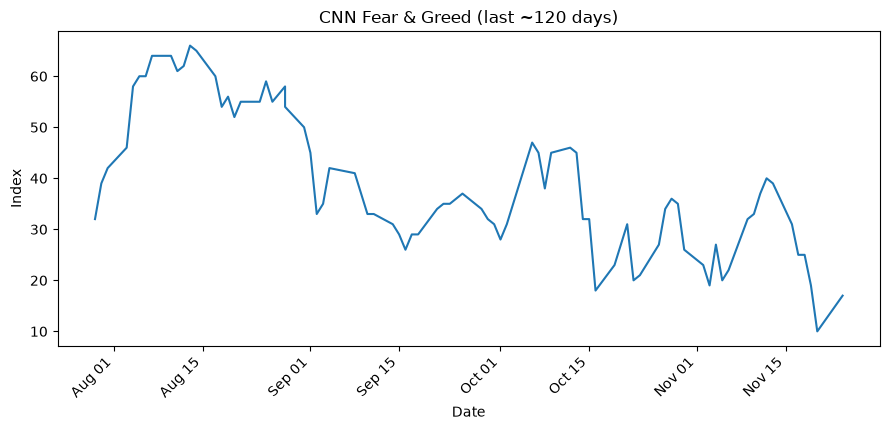 CNN Fear & Greed (last ~120 days)
Index
60
50
40
30
20
10
Aug 01
Aug 15
Sep 01
Sep 15
Oct 01
Oct 15
Nov 01
Nov 15
Date